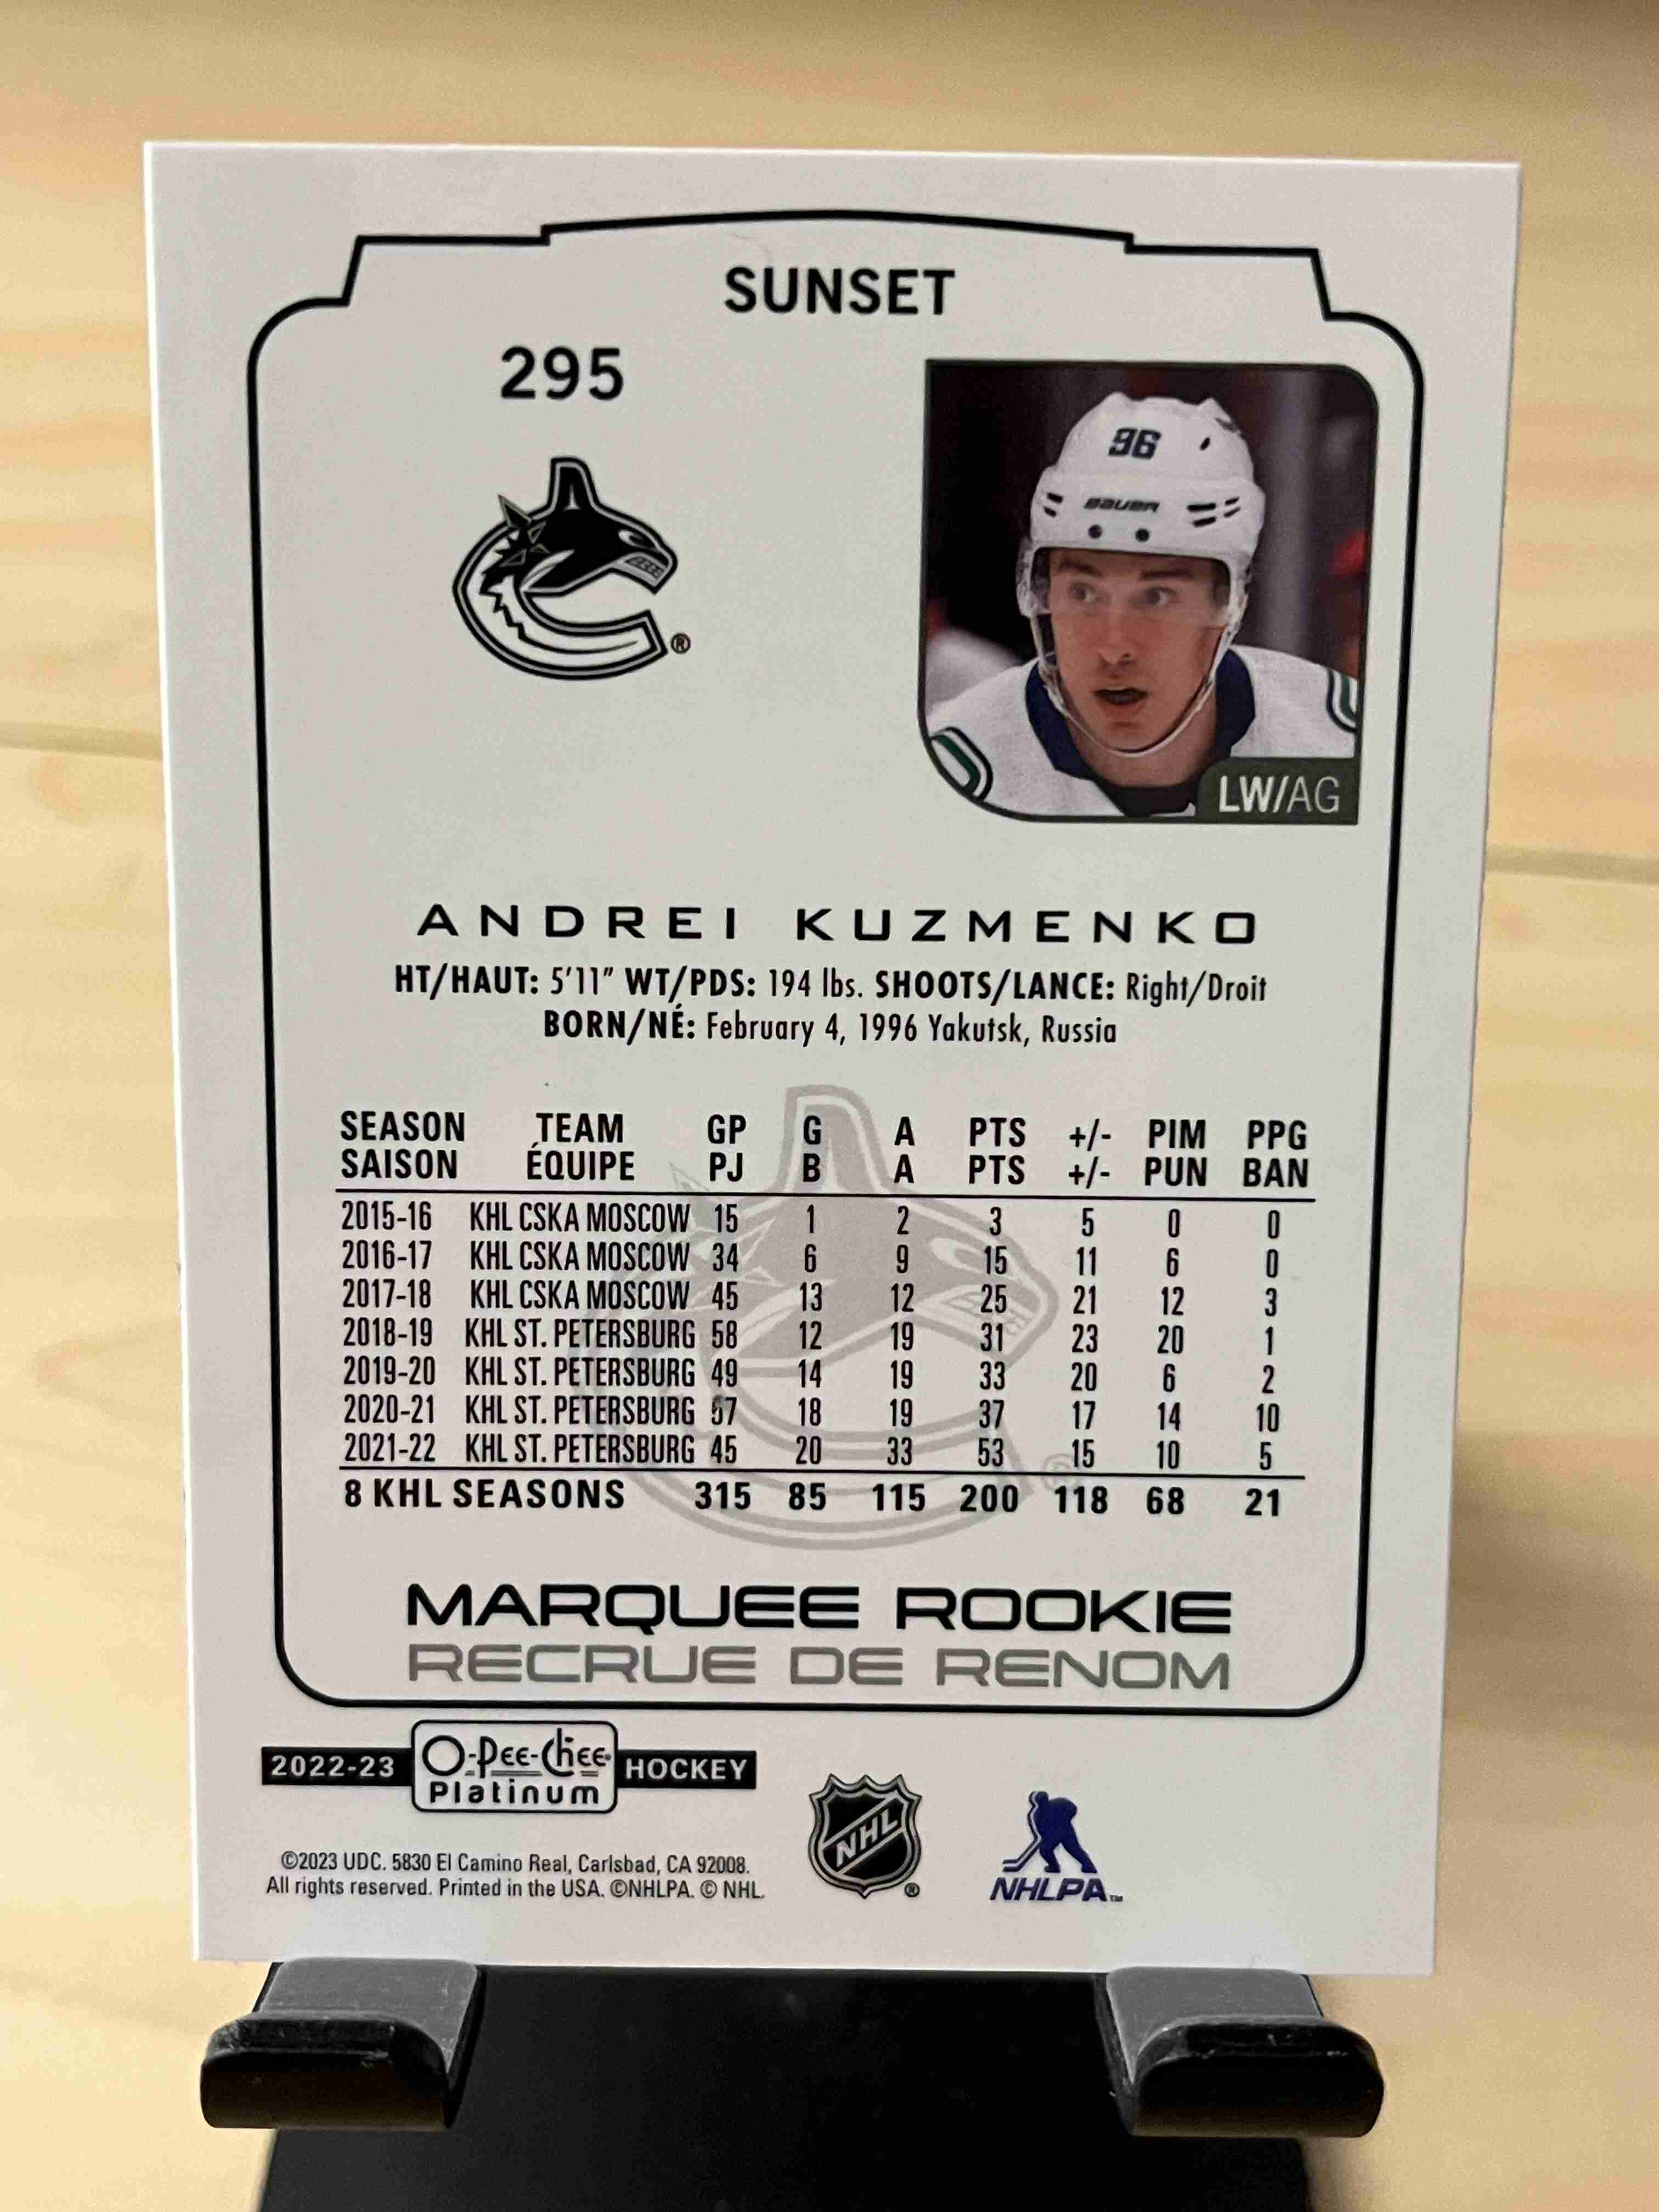 SUNSET
295
96
BAUER
®
LW/AG
ANDREI KUZMENKO
HT/HAUT: 5'11" WT/PDS: 194 lbs. SHOOTS/LANCE: Right/Droit
BORN/NÉ: February 4, 1996 Yakutsk, Russia
SEASON TEAM GP G A PTS +/- PIM PPG
SAISON ÉQUIPE PJ B A PTS +/- PUN BAN
2015-16 KHL CSKA MOSCOW 15 1 2 3 5 0 0
2016-17 KHL CSKA MOSCOW 34 6 9 15 11 6 0
2017-18 KHL CSKA MOSCOW 45 13 12 25 21 12 3
2018-19 KHL ST. PETERSBURG 58 12 19 31 23 20 1
2019-20 KHL ST. PETERSBURG 49 14 19 33 20 6 2
2020-21 KHL ST. PETERSBURG 57 18 19 37 17 14 10
2021-22 KHL ST. PETERSBURG 45 20 33 53 15 10 5
8 KHL SEASONS 315 85 115 200 118 68 21
MARQUEE ROOKIE
RECRUE DE RENOM
2022-23 O-Pee-Chee Platinum HOCKEY
©2023 UDC. 5830 El Camino Real, Carlsbad, CA 92008.
All rights reserved. Printed in the USA. ©NHLPA. © NHL.
NHL ®
NHLPA™